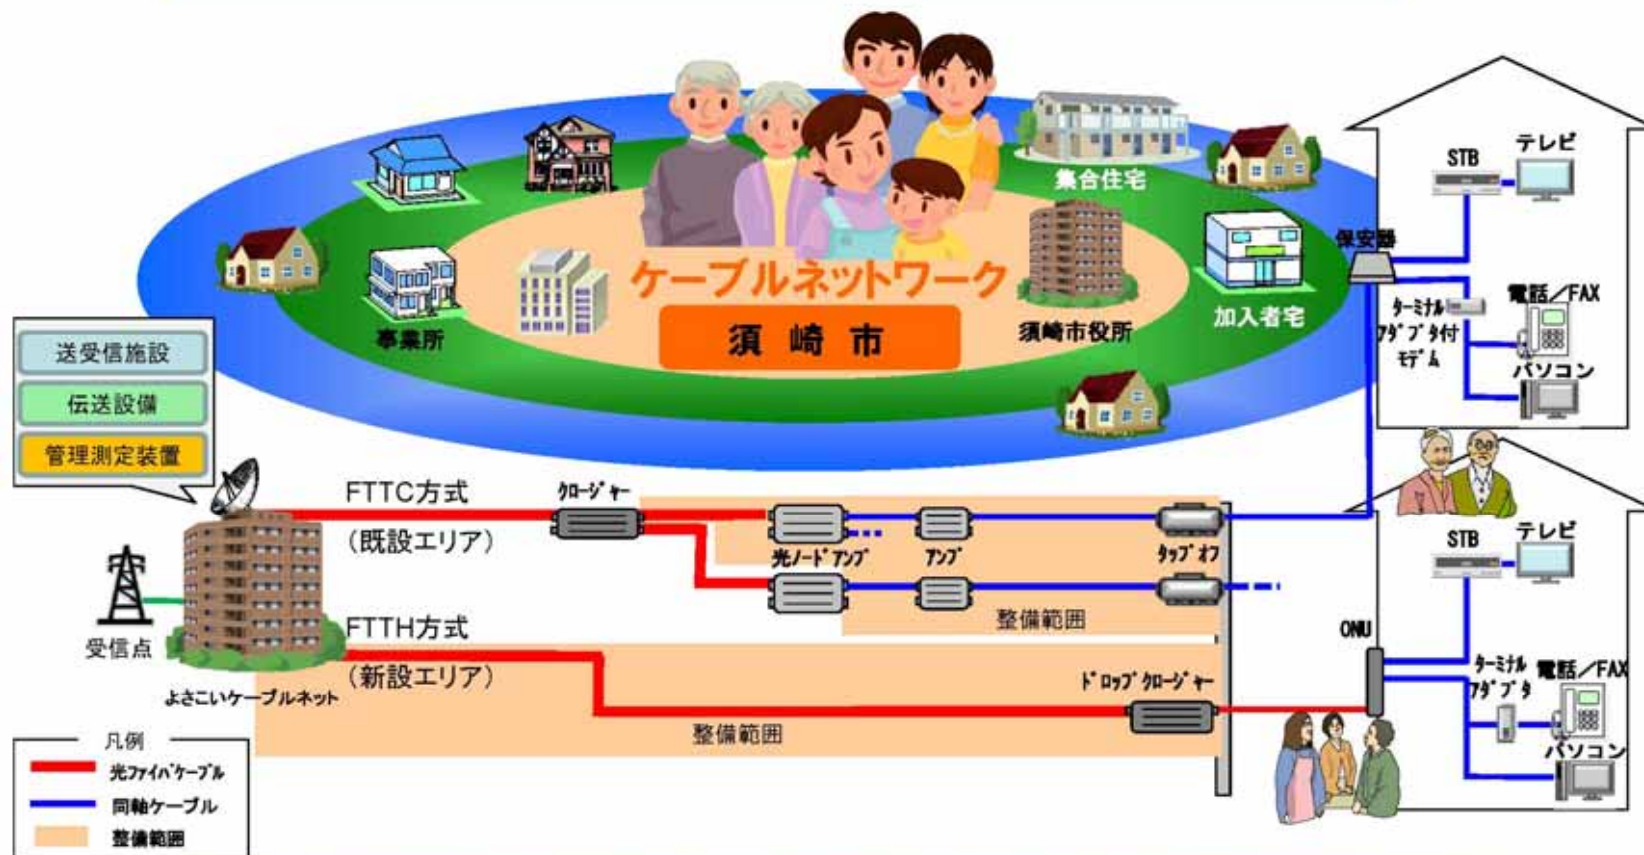 集合住宅
ケーブルネットワーク
須崎市
事業所
須崎市役所
加入者宅
保安器
STB
テレビ
ターミナル
アダプタ付
モデム
電話/FAX
パソコン
送受信施設
伝送設備
管理測定装置
FTTC方式
(既設エリア)
クロージャー
光ノードアンプ
アンプ
タップオフ
整備範囲
受信点
よさこいケーブルネット
FTTH方式
(新設エリア)
整備範囲
ドロップクロージャー
ONU
STB
テレビ
ターミナル
アダプタ
電話/FAX
パソコン
凡例
光ファイバケーブル
同軸ケーブル
整備範囲